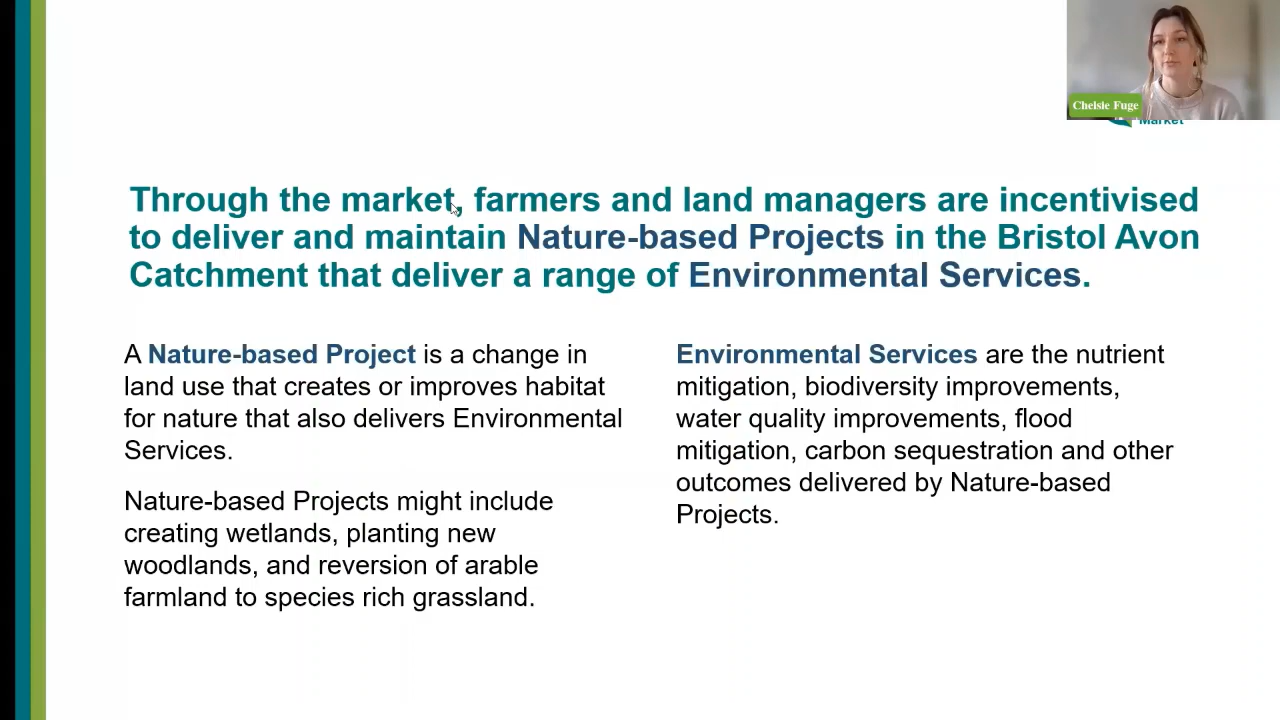 Chelsie Fuge
Market
Through the market, farmers and land managers are incentivised
to deliver and maintain Nature-based Projects in the Bristol Avon
Catchment that deliver a range of Environmental Services.
A Nature-based Project is a change in
land use that creates or improves habitat
for nature that also delivers Environmental
Services.
Nature-based Projects might include
creating wetlands, planting new
woodlands, and reversion of arable
farmland to species rich grassland.
Environmental Services are the nutrient
mitigation, biodiversity improvements,
water quality improvements, flood
mitigation, carbon sequestration and other
outcomes delivered by Nature-based
Projects.